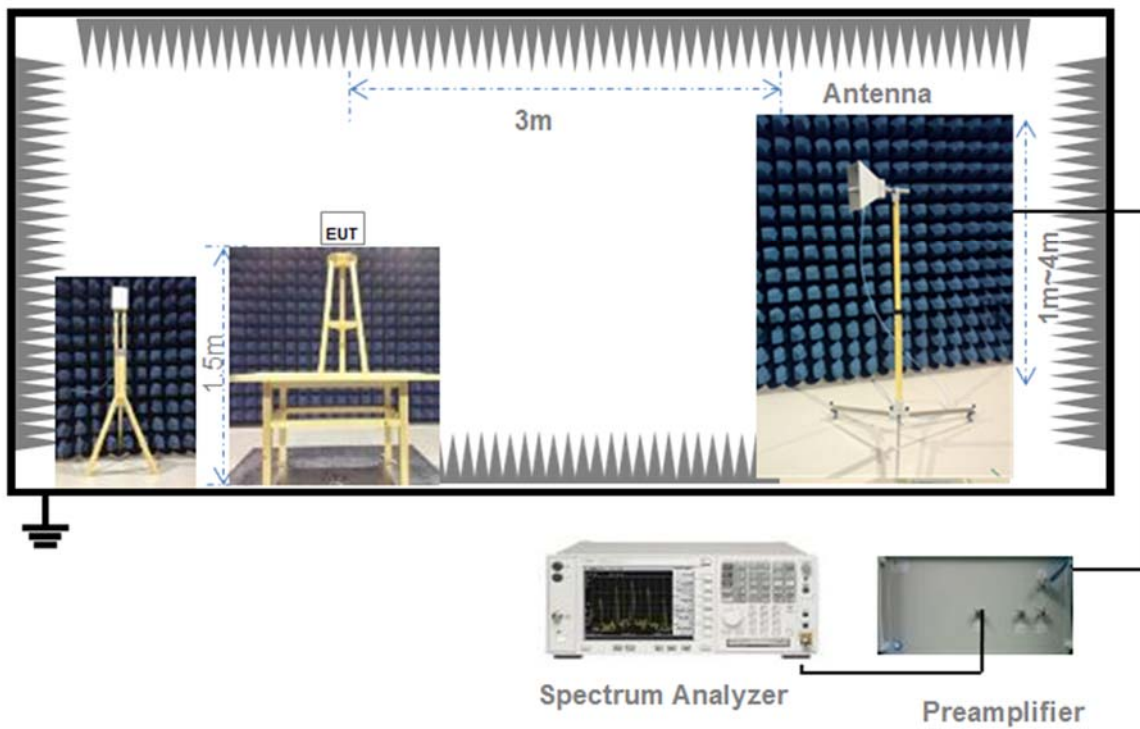 Antenna
3m
EUT
1.5m
1m~4m
Spectrum Analyzer
Preamplifier